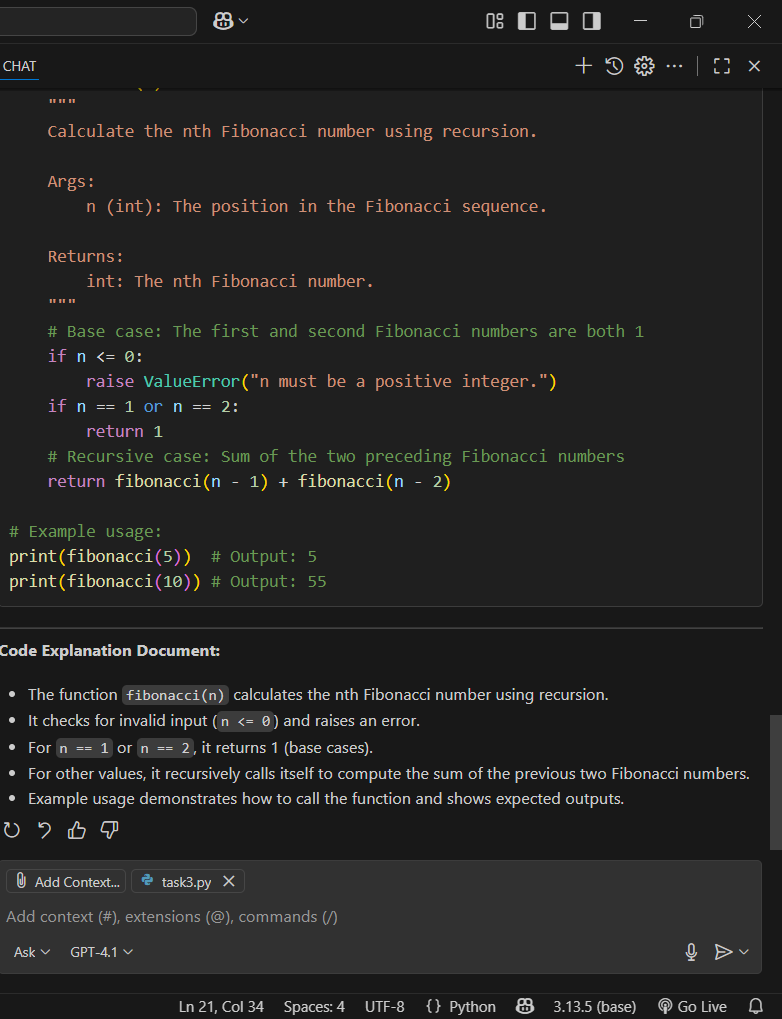 CHAT
"""
Calculate the nth Fibonacci number using recursion.
Args:
n (int): The position in the Fibonacci sequence.
Returns:
int: The nth Fibonacci number.
"""
# Base case: The first and second Fibonacci numbers are both 1
if n <= 0:
raise ValueError("n must be a positive integer.")
if n == 1 or n == 2:
return 1
# Recursive case: Sum of the two preceding Fibonacci numbers
return fibonacci(n - 1) + fibonacci(n - 2)
# Example usage:
print(fibonacci(5))  # Output: 5
print(fibonacci(10)) # Output: 55
Code Explanation Document:
• The function fibonacci(n) calculates the nth Fibonacci number using recursion.
• It checks for invalid input (n <= 0) and raises an error.
• For n == 1 or n == 2, it returns 1 (base cases).
• For other values, it recursively calls itself to compute the sum of the previous two Fibonacci numbers.
• Example usage demonstrates how to call the function and shows expected outputs.
Add Context... task3.py
Add context (#), extensions (@), commands (/)
Ask GPT-4.1
Ln 21, Col 34 Spaces: 4 UTF-8 {} Python 3.13.5 (base) Go Live